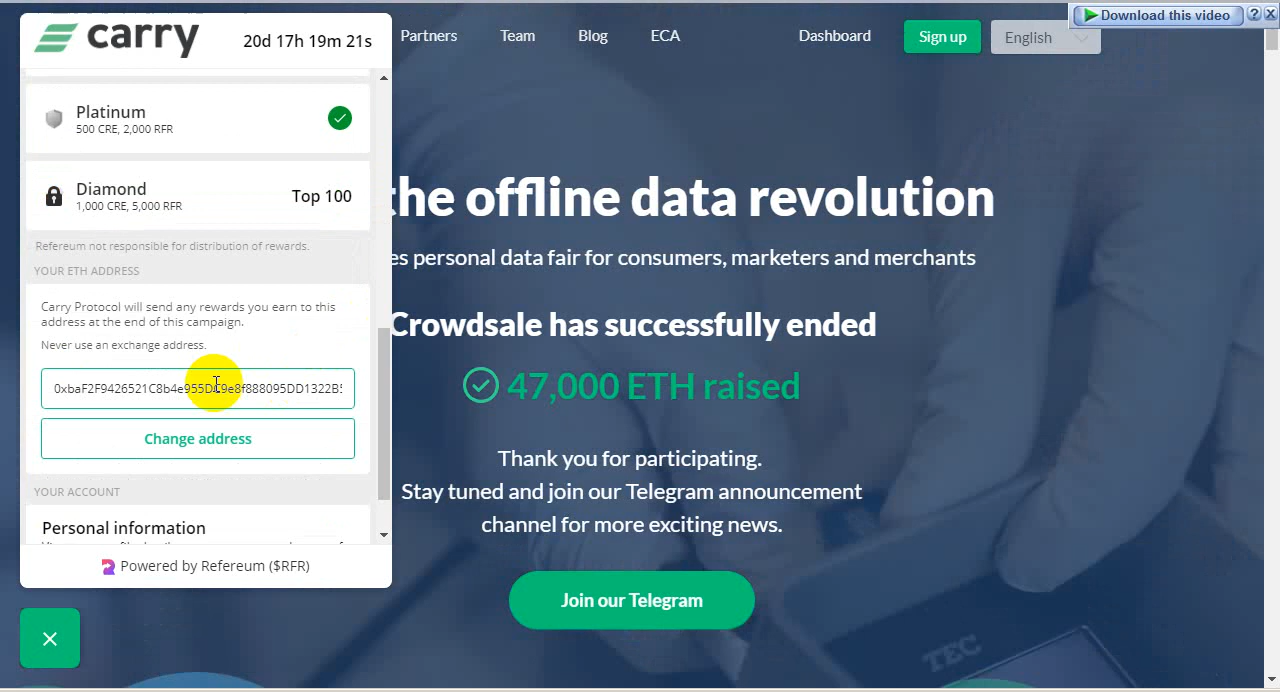 carry
20d 17h 19m 21s
Partners
Team
Blog
ECA
Dashboard
Sign up
English
Download this video
Platinum
500 CRE, 2,000 RFR
Diamond
1,000 CRE, 5,000 RFR
Top 100
Refereum not responsible for distribution of rewards.
YOUR ETH ADDRESS
Carry Protocol will send any rewards you earn to this
address at the end of this campaign.
Never use an exchange address.
Change address
YOUR ACCOUNT
Personal information
Powered by Refereum ($RFR)
the offline data revolution
es personal data fair for consumers, marketers and merchants
Crowdsale has successfully ended
47,000 ETH raised
Thank you for participating.
Stay tuned and join our Telegram announcement
channel for more exciting news.
Join our Telegram
TEC